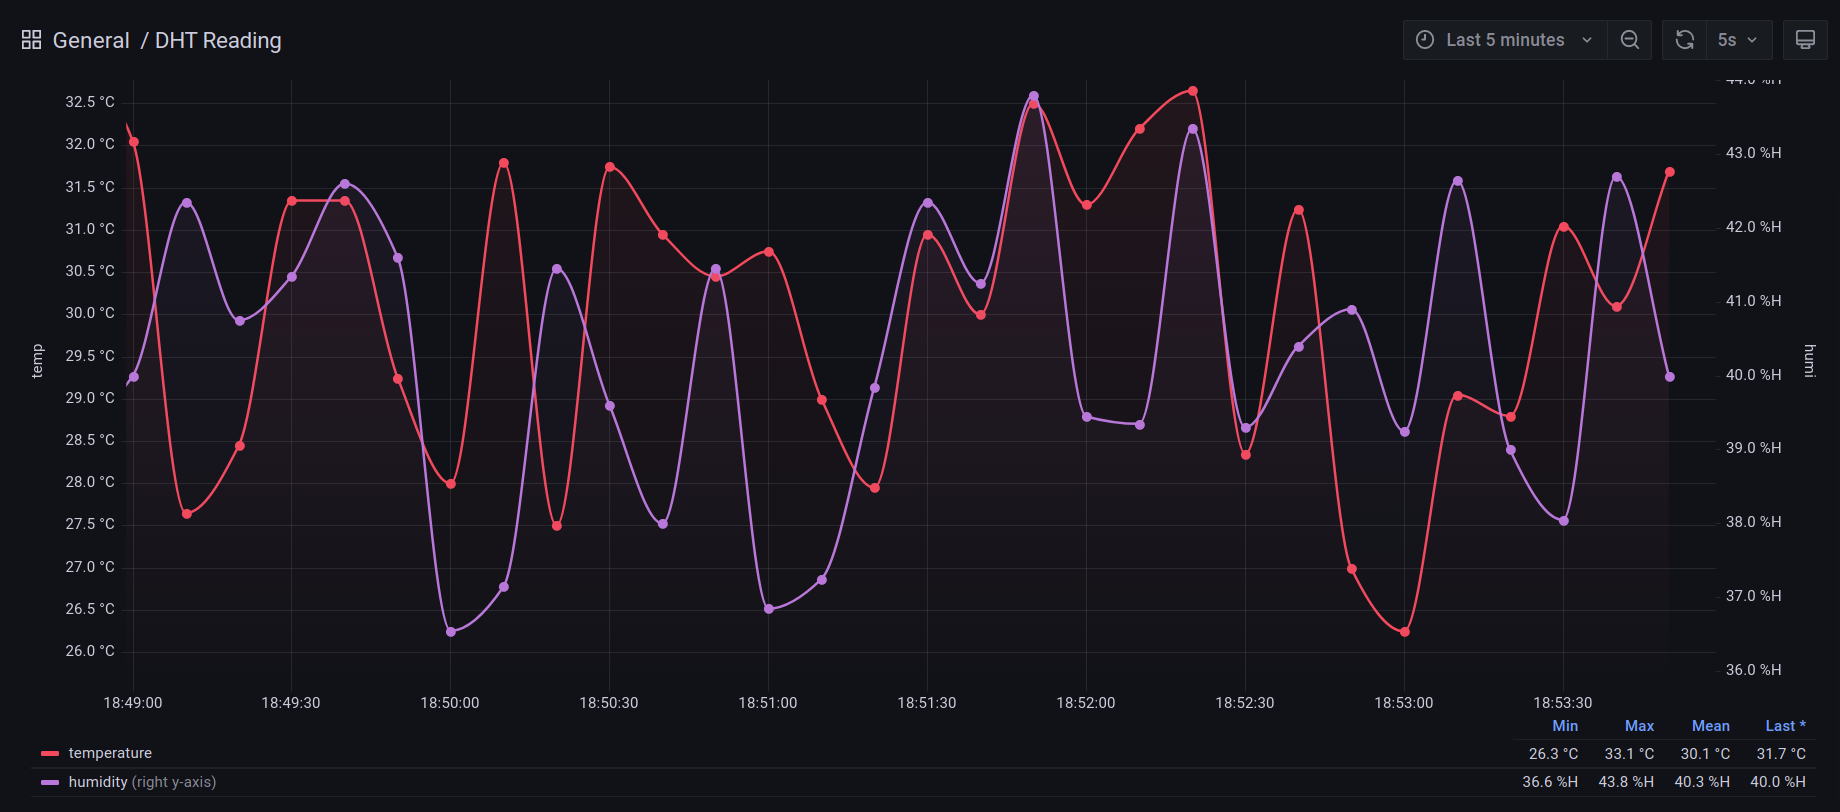 General / DHT Reading
Last 5 minutes
5s
32.5 °C
32.0 °C
31.5 °C
31.0 °C
30.5 °C
30.0 °C
29.5 °C
29.0 °C
28.5 °C
28.0 °C
27.5 °C
27.0 °C
26.5 °C
26.0 °C
temp
44.0 %H
43.0 %H
42.0 %H
41.0 %H
40.0 %H
39.0 %H
38.0 %H
37.0 %H
36.0 %H
humi
18:49:00 18:49:30 18:50:00 18:50:30 18:51:00 18:51:30 18:52:00 18:52:30 18:53:00 18:53:30
Min Max Mean Last *
temperature 26.3 °C 33.1 °C 30.1 °C 31.7 °C
humidity (right y-axis) 36.6 %H 43.8 %H 40.3 %H 40.0 %H